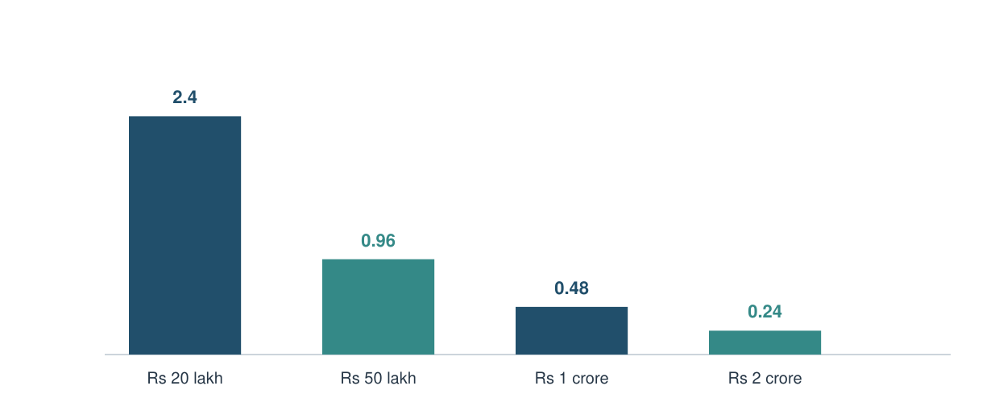 2.4
0.96
0.48
0.24
Rs 20 lakh
Rs 50 lakh
Rs 1 crore
Rs 2 crore